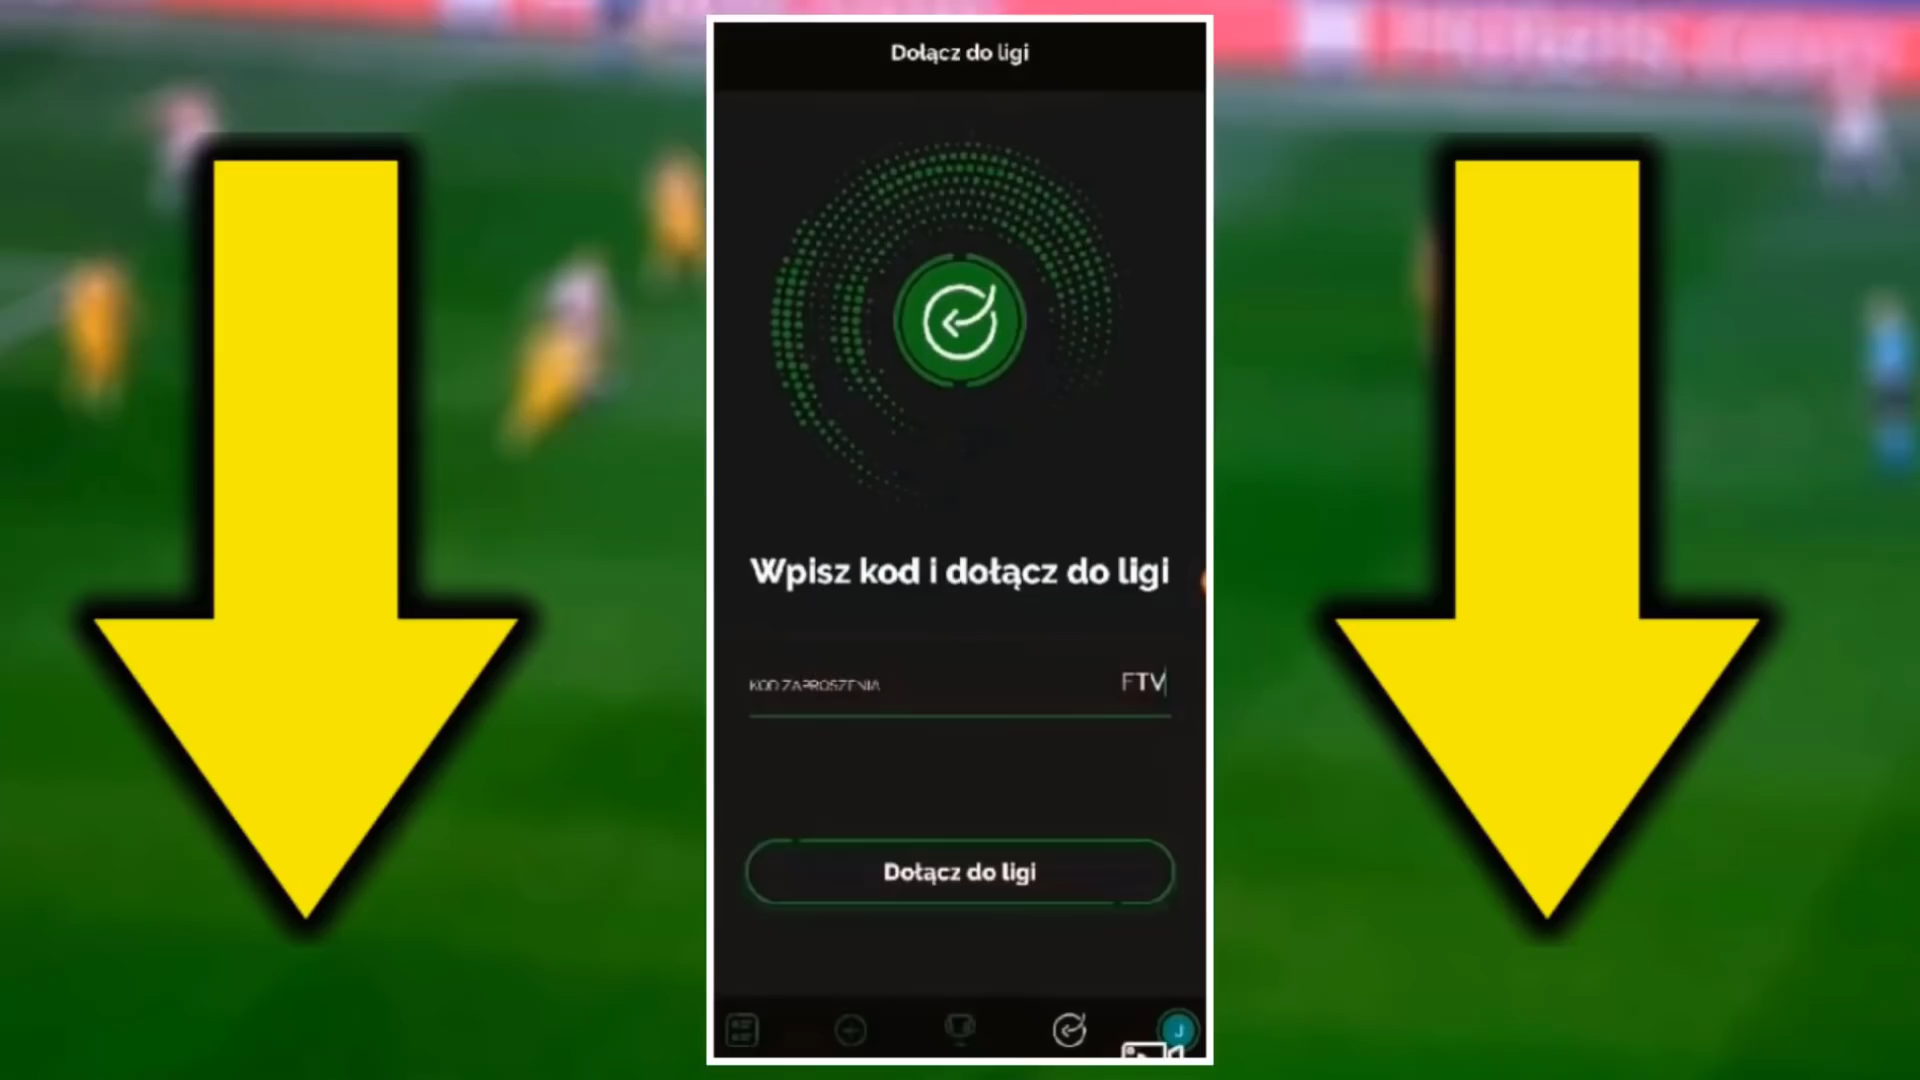 Dołącz do ligi
Wpisz kod i dołącz do ligi
KOD ZAPROSZENIA
FTV
Dołącz do ligi
J